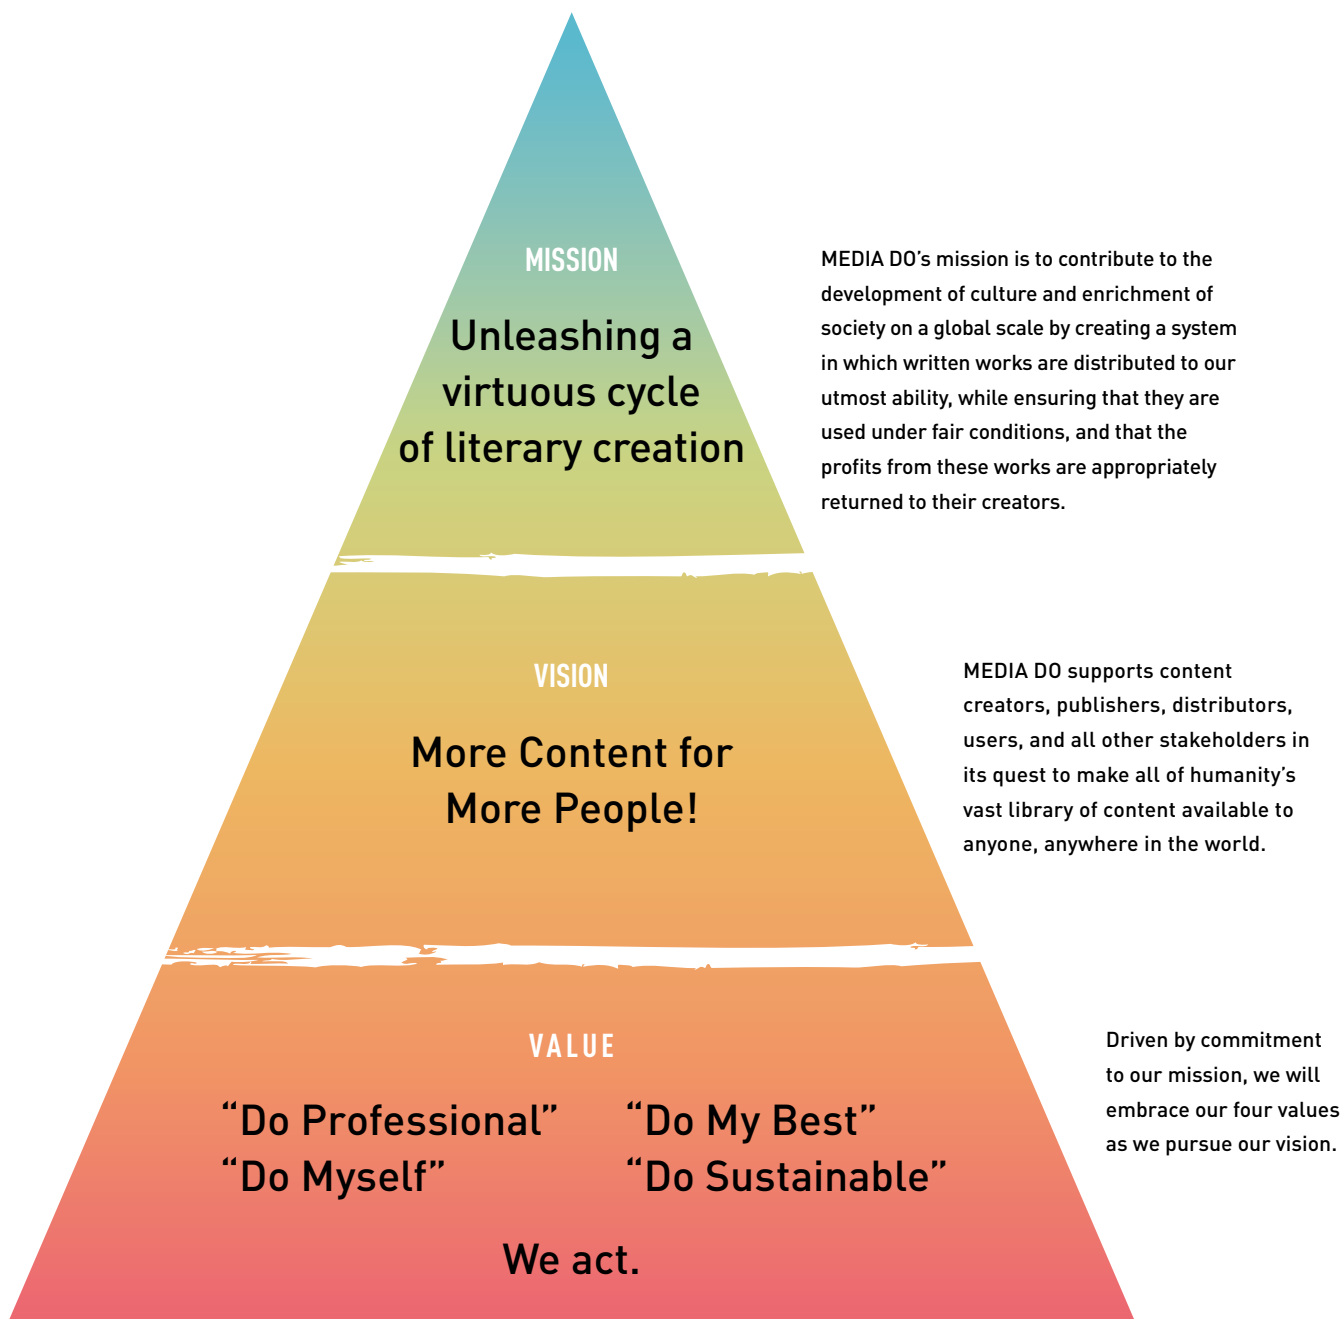 MISSION
Unleashing a
virtuous cycle
of literary creation
MEDIA DO’s mission is to contribute to the
development of culture and enrichment of
society on a global scale by creating a system
in which written works are distributed to our
utmost ability, while ensuring that they are
used under fair conditions, and that the
profits from these works are appropriately
returned to their creators.
VISION
More Content for
More People!
MEDIA DO supports content
creators, publishers, distributors,
users, and all other stakeholders in
its quest to make all of humanity’s
vast library of content available to
anyone, anywhere in the world.
VALUE
“Do Professional” “Do My Best”
“Do Myself” “Do Sustainable”
We act.
Driven by commitment
to our mission, we will
embrace our four values
as we pursue our vision.